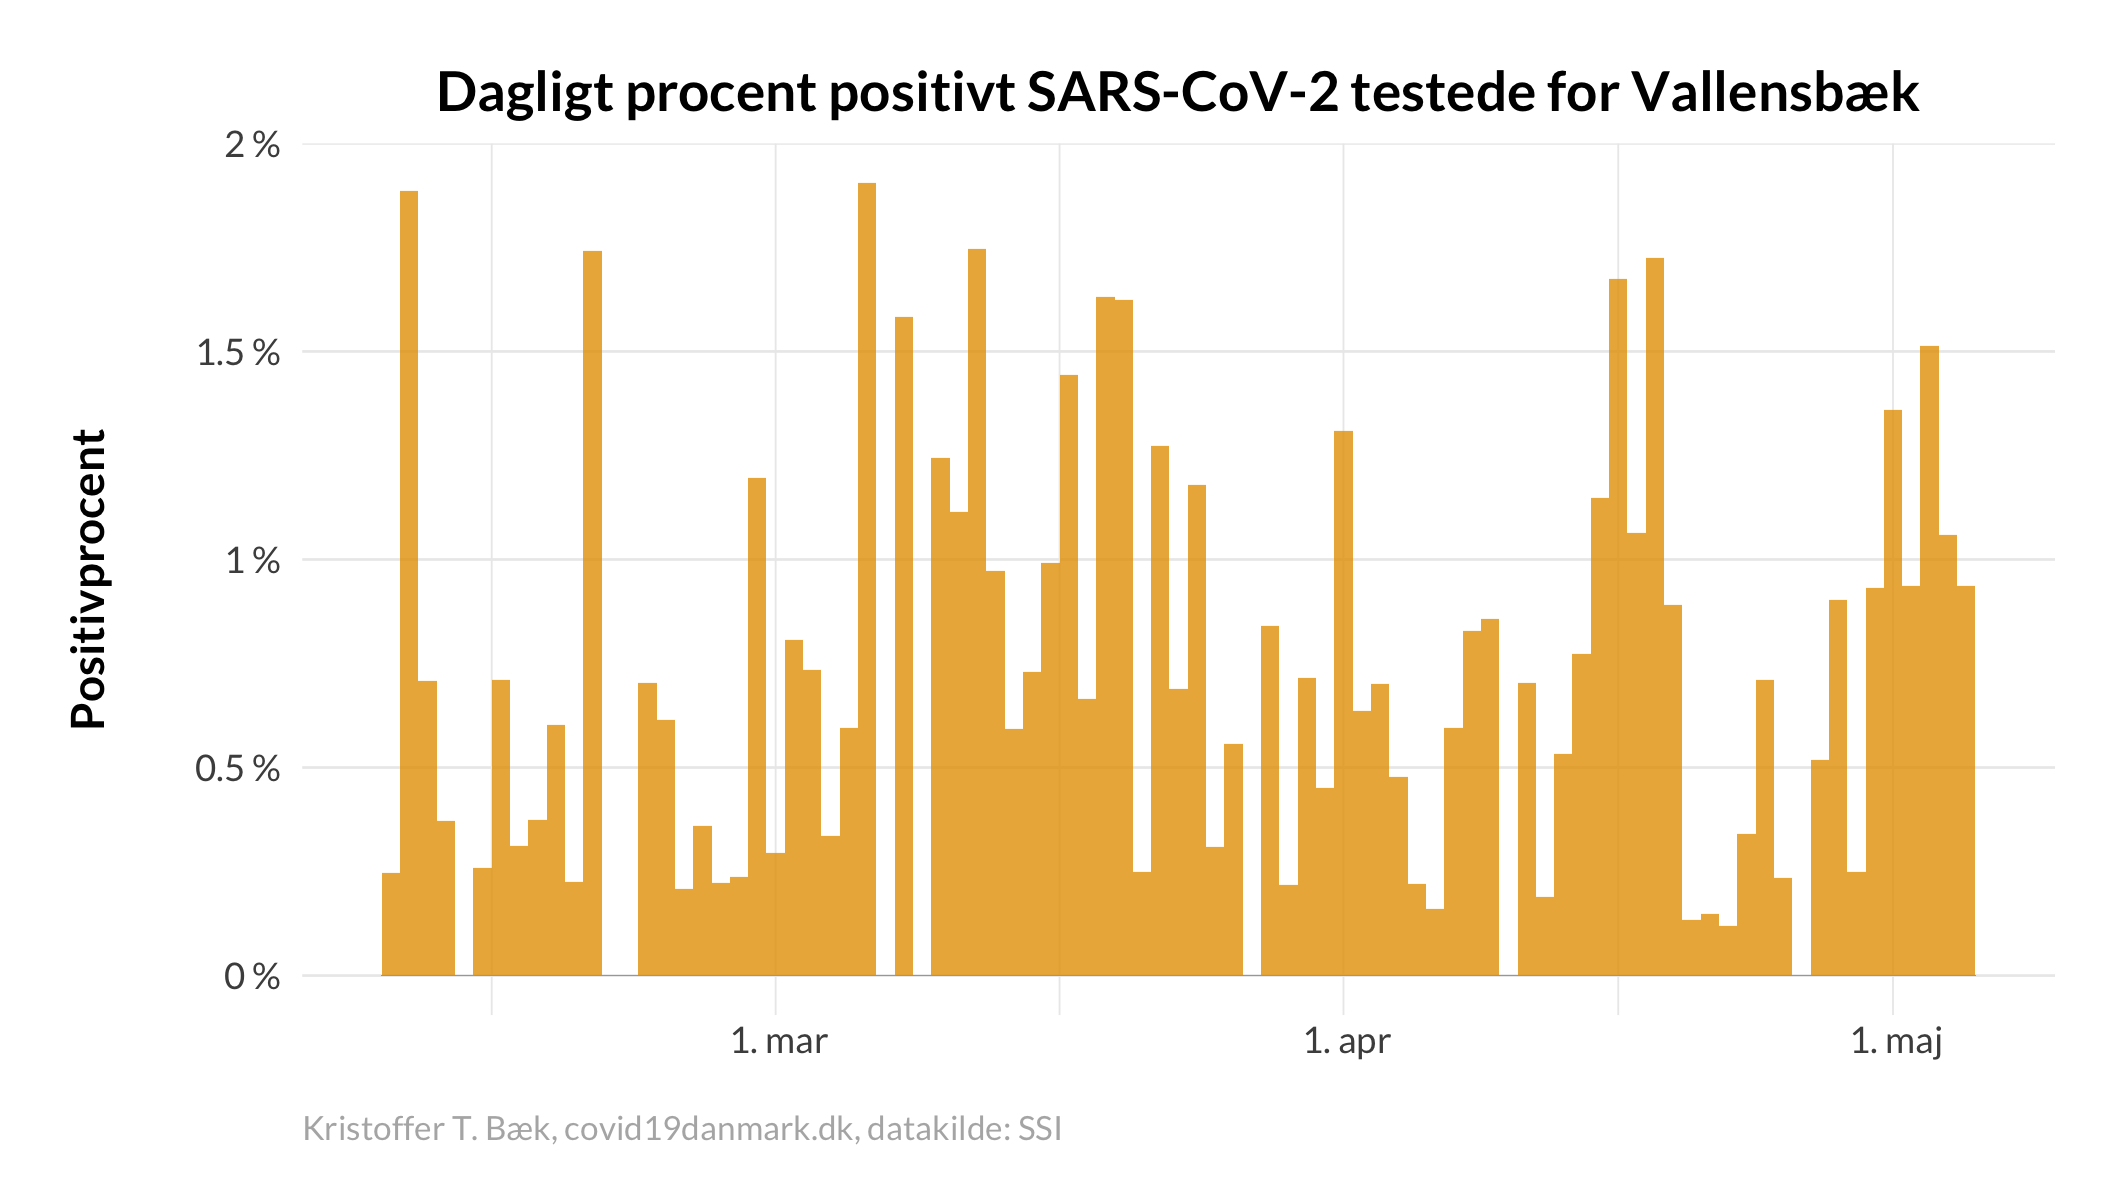 Dagligt procent positivt SARS-CoV-2 testede for Vallensbæk
Positivprocent
2 %
1.5 %
1 %
0.5 %
0 %
1. mar
1. apr
1. maj
Kristoffer T. Bæk, covid19danmark.dk, datakilde: SSI